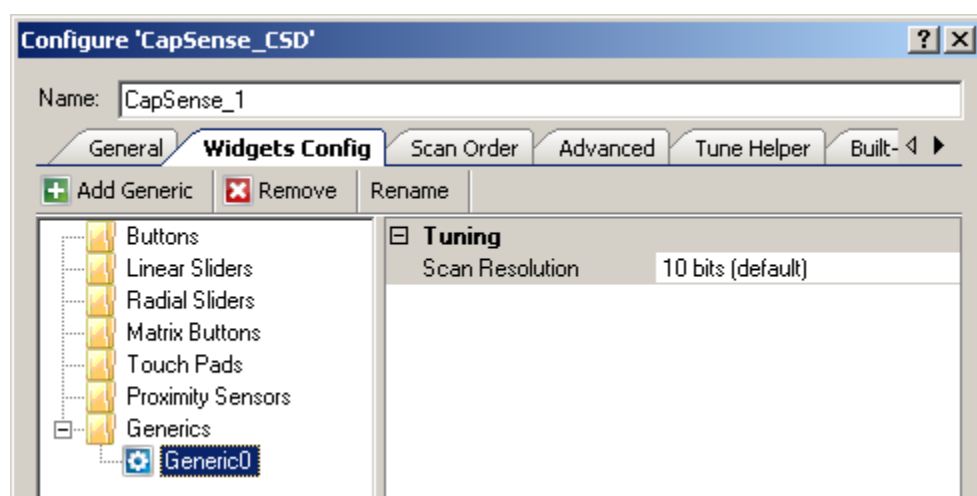 Configure 'CapSense_CSD'
Name: CapSense_1
General Widgets Config Scan Order Advanced Tune Helper Built-
Add Generic Remove Rename
Buttons
Linear Sliders
Radial Sliders
Matrix Buttons
Touch Pads
Proximity Sensors
Generics
Generic0
Tuning
Scan Resolution 10 bits (default)